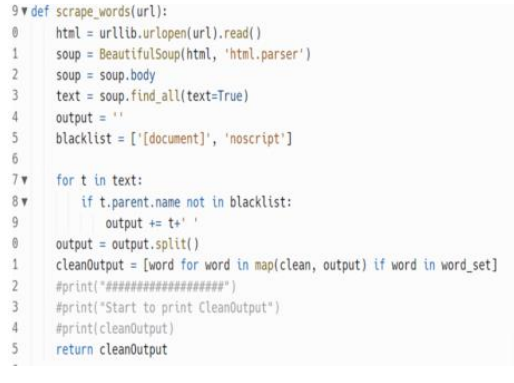 9 def scrape_words(url):
0 html = urllib.urlopen(url).read()
1 soup = BeautifulSoup(html, 'html.parser')
2 soup = soup.body
3 text = soup.find_all(text=True)
4 output = ''
5 blacklist = ['[document]', 'noscript']
6
7 for t in text:
8 if t.parent.name not in blacklist:
9 output += t+' '
0 output = output.split()
1 cleanOutput = [word for word in map(clean, output) if word in word_set]
2 #print("###################")
3 #print("Start to print CleanOutput")
4 #print(cleanOutput)
5 return cleanOutput